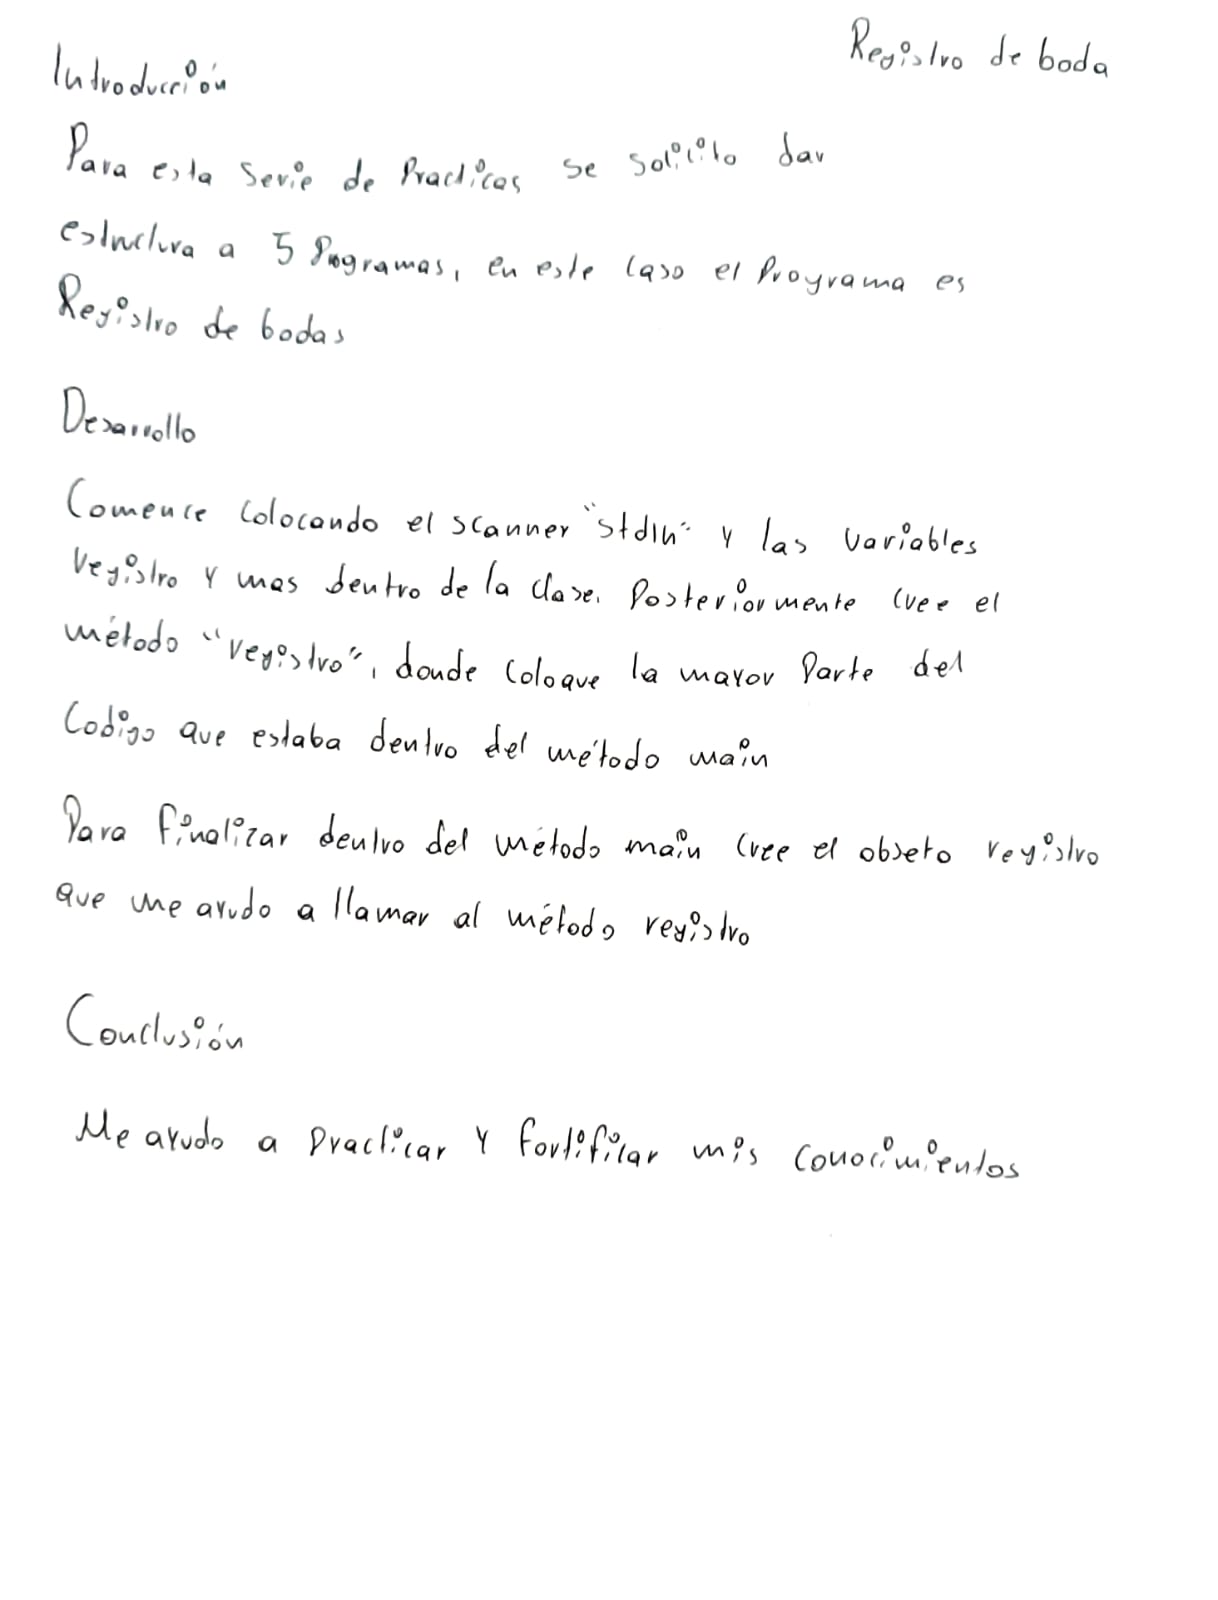 Registro de boda
Introducción
Para esta Serie de Practicas se solicito dar
estructura a 5 Programas, en este caso el Programa es
Registro de bodas
Desarrollo
Comence colocando el scanner "stdIn" y las variables
registro y mas dentro de la clase. Posteriormente cree el
método "registro", donde coloque la mayor Parte del
Codigo que estaba dentro del método main
Para finalizar dentro del método main cree el objeto registro
que me ayudo a llamar al método registro
Conclusión
Me ayudo a practicar y fortificar mis conocimientos